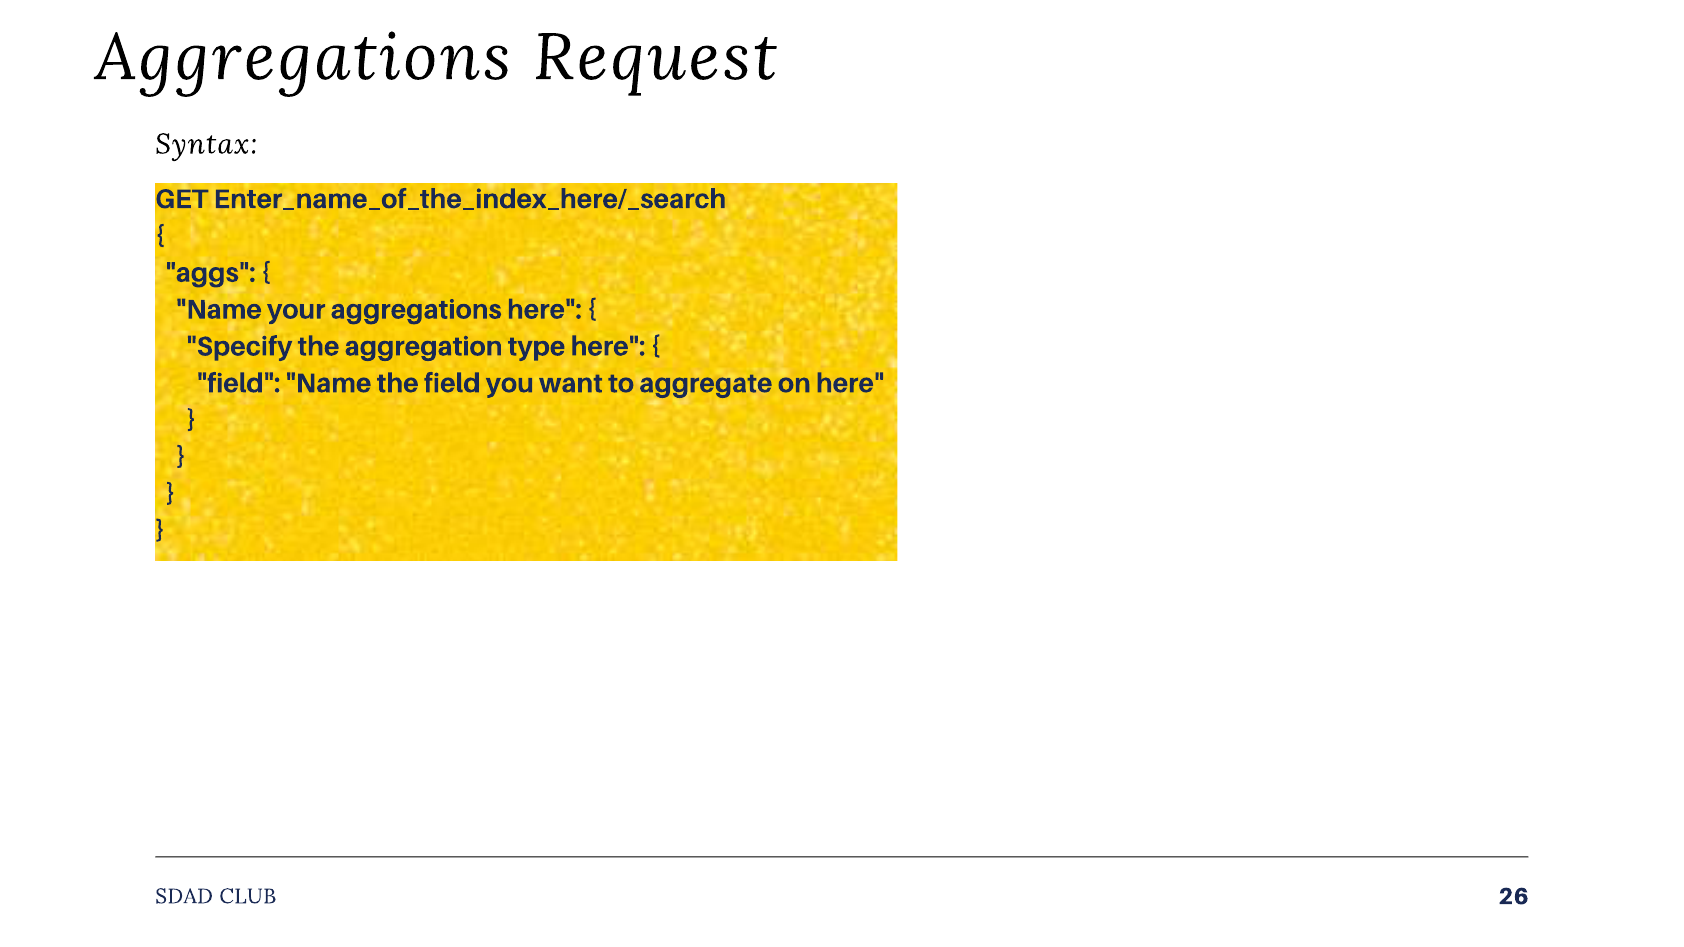 Aggregations Request
Syntax:
GET Enter_name_of_the_index_here/_search
{
"aggs": {
"Name your aggregations here": {
"Specify the aggregation type here": {
"field": "Name the field you want to aggregate on here"
}
}
}
}
SDAD CLUB
26